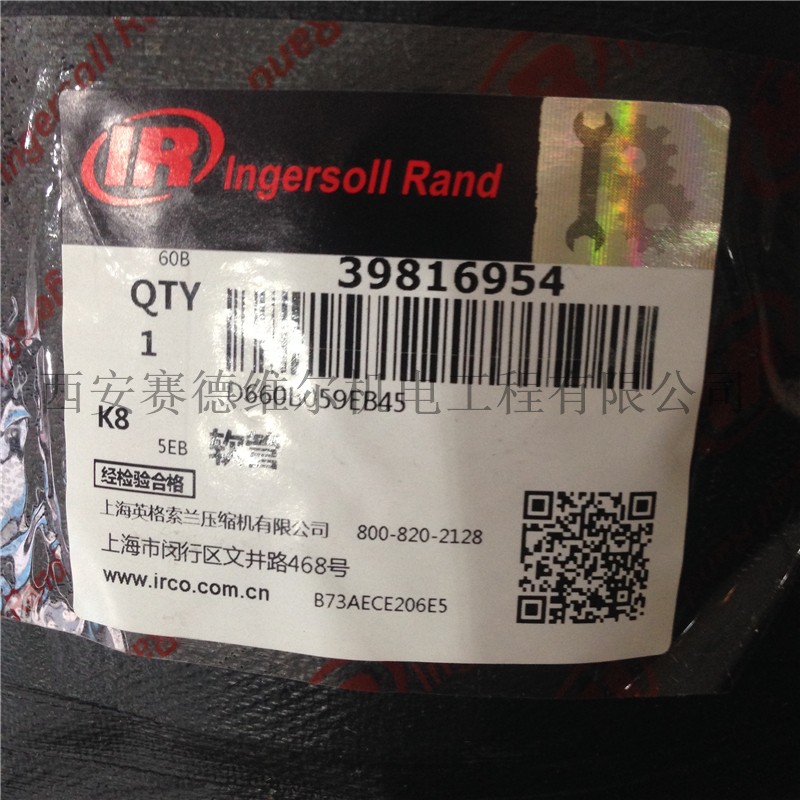 IR Ingersoll Rand
60B
39816954
QTY
1
西安赛德维尔机电工程有限公司
D660LC59EB45
K8
5EB
软管
经检验合格
上海英格索兰压缩机有限公司 800-820-2128
上海市闵行区文井路468号
www.irco.com.cn
B73AECE206E5
Ingersoll Rand